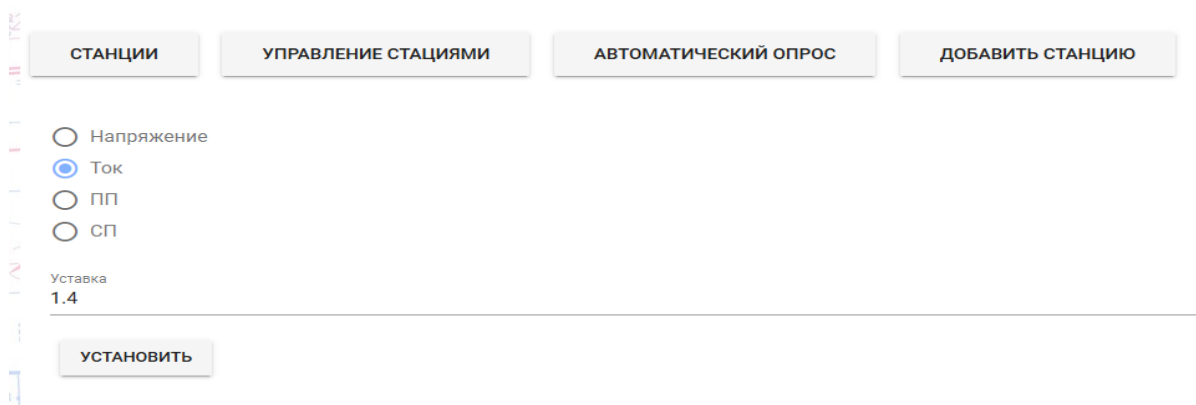 СТАНЦИИ УПРАВЛЕНИЕ СТАЦИЯМИ АВТОМАТИЧЕСКИЙ ОПРОС ДОБАВИТЬ СТАНЦИЮ
Напряжение
Ток
ПП
СП
Уставка
1.4
УСТАНОВИТЬ